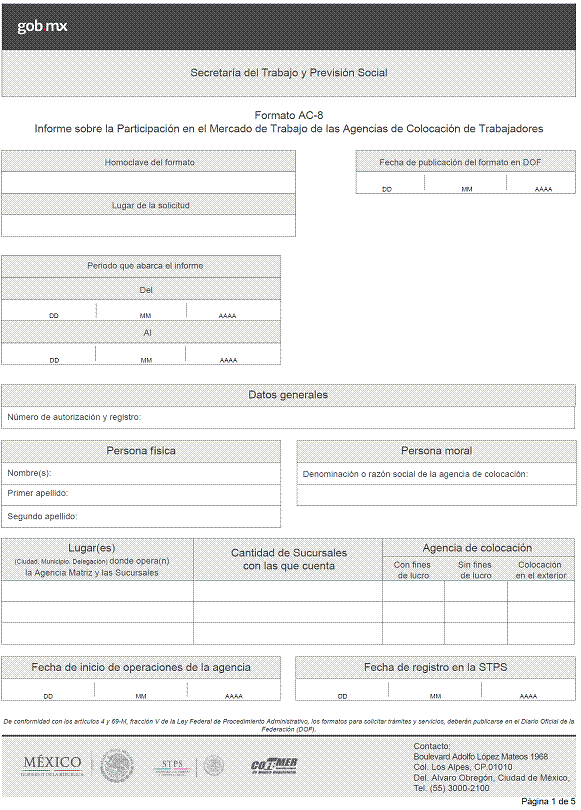 gob.mx
Secretaría del Trabajo y Previsión Social
Formato AC-8
Informe sobre la Participación en el Mercado de Trabajo de las Agencias de Colocación de Trabajadores
Homoclave del formato
Fecha de publicación del formato en DOF
DD MM AAAA
Lugar de la solicitud
Periodo que abarca el informe
Del
DD MM AAAA
Al
DD MM AAAA
Datos generales
Número de autorización y registro:
Persona física
Persona moral
Nombre(s):
Denominación o razón social de la agencia de colocación:
Primer apellido:
Segundo apellido:
Lugar(es)
(Ciudad, Municipio, Delegación) donde opera(n)
la Agencia Matriz y las Sucursales
Cantidad de Sucursales
con las que cuenta
Agencia de colocación
Con fines
de lucro
Sin fines
de lucro
Colocación
en el exterior
Fecha de inicio de operaciones de la agencia
Fecha de registro en la STPS
DD MM AAAA
DD MM AAAA
De conformidad con los artículos 4 y 69-M, fracción V de la Ley Federal de Procedimiento Administrativo, los formatos para solicitar trámites y servicios, deberán publicarse en el Diario Oficial de la
Federación (DOF).
MÉXICO
GOBIERNO DE LA REPÚBLICA
STPS
COFEMER
Contacto:
Boulevard Adolfo López Mateos 1968
Col. Los Alpes, CP.01010
Del. Alvaro Obregón, Ciudad de México,
Tel. (55) 3000-2100
Página 1 de 5